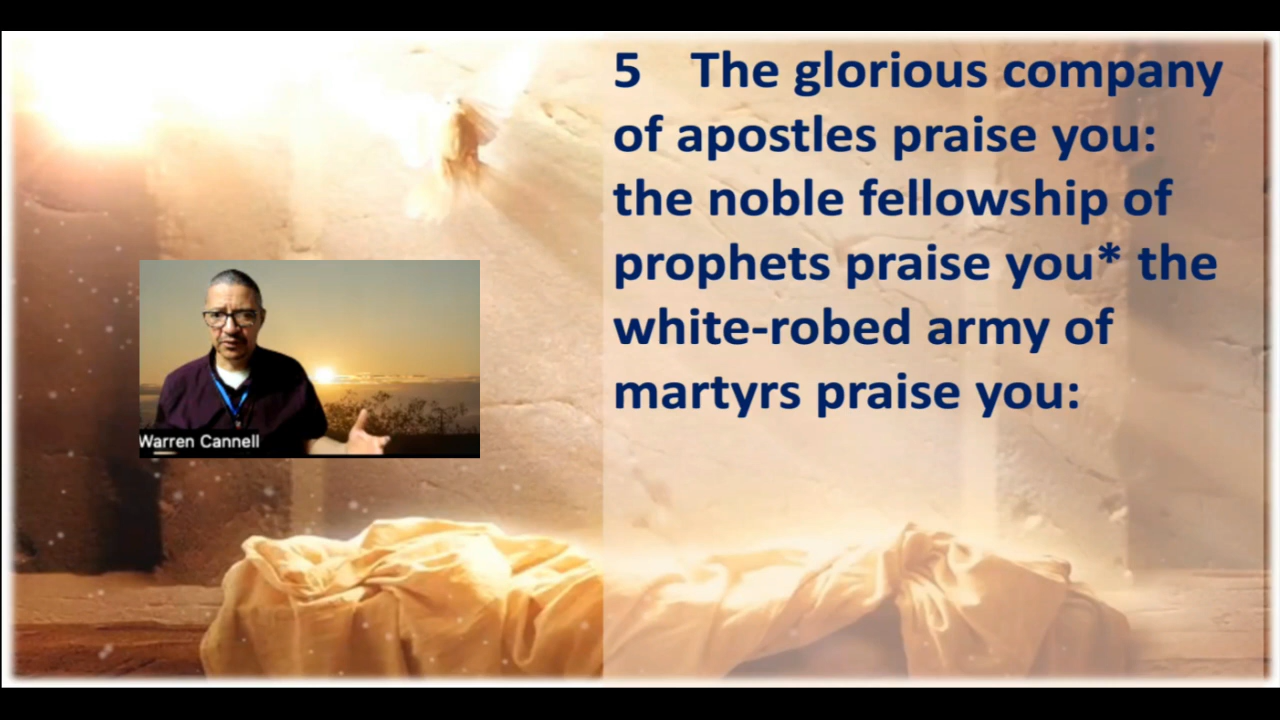 5 The glorious company
of apostles praise you:
the noble fellowship of
prophets praise you* the
white-robed army of
martyrs praise you:
Warren Cannell